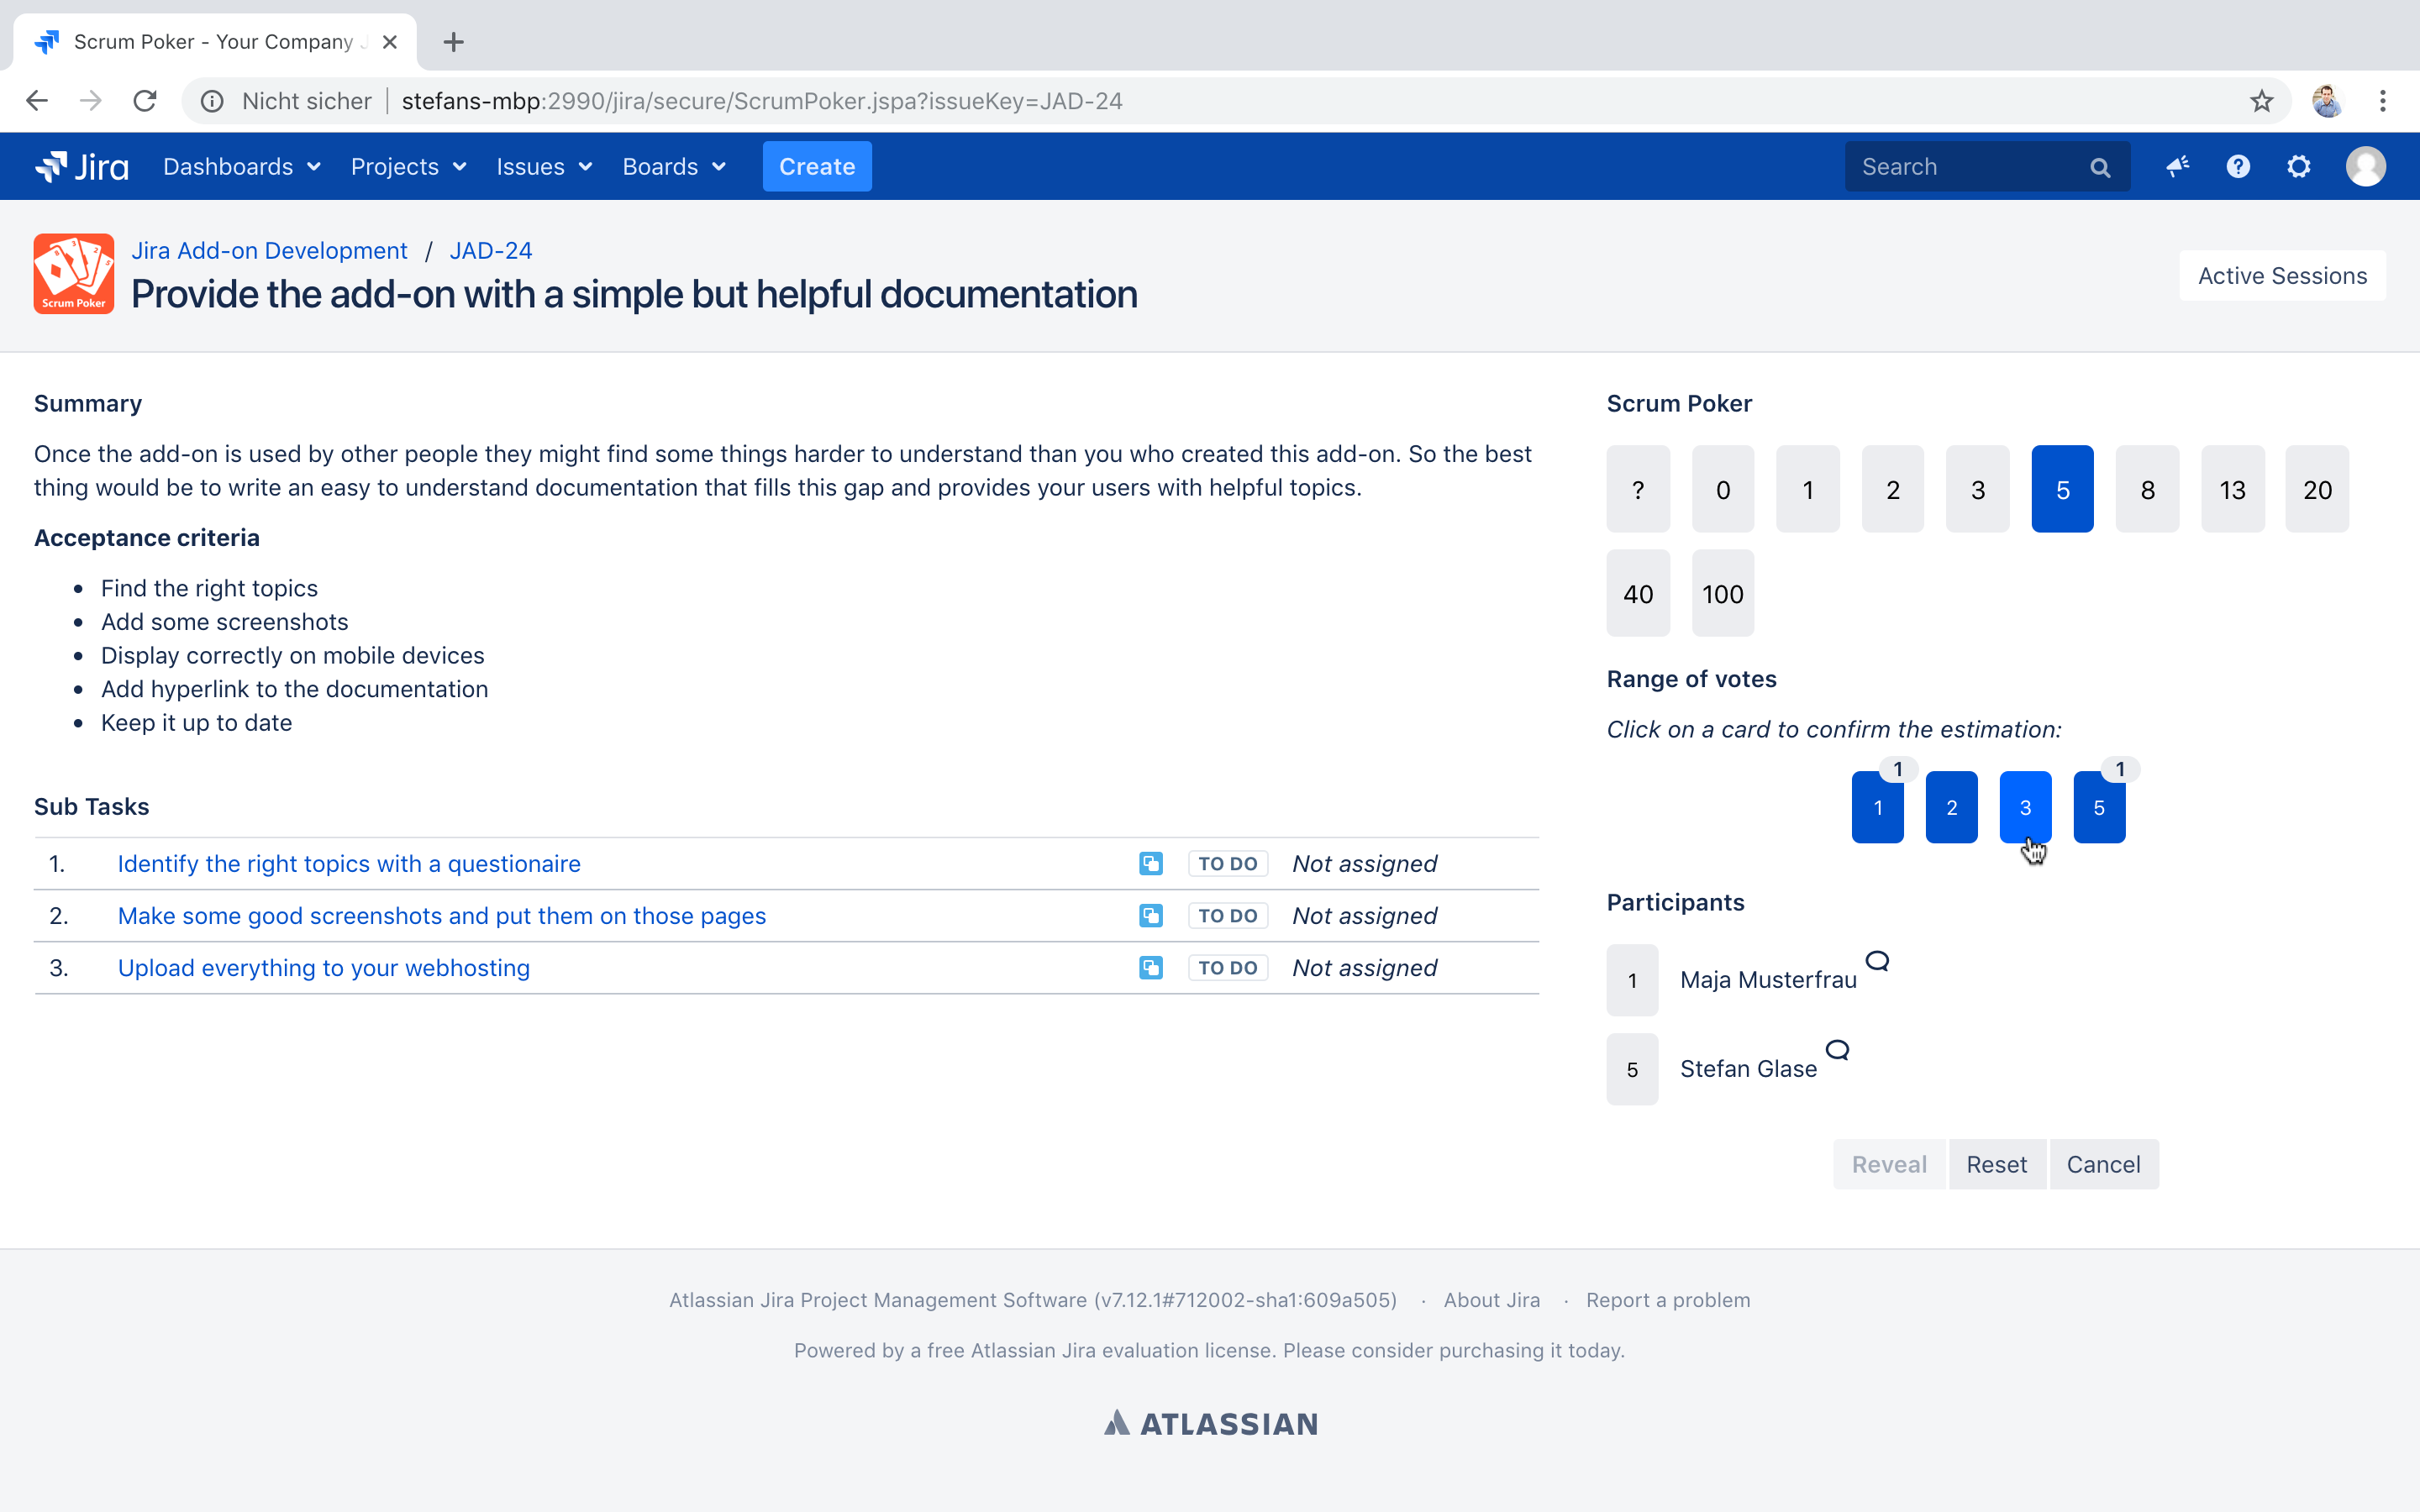 Scrum Poker - Your Company
Nicht sicher | stefans-mbp:2990/jira/secure/ScrumPoker.jspa?issueKey=JAD-24
Jira Dashboards Projects Issues Boards Create Search
Scrum Poker
Jira Add-on Development / JAD-24
Provide the add-on with a simple but helpful documentation
Active Sessions
Summary
Once the add-on is used by other people they might find some things harder to understand than you who created this add-on. So the best
thing would be to write an easy to understand documentation that fills this gap and provides your users with helpful topics.
Acceptance criteria
• Find the right topics
• Add some screenshots
• Display correctly on mobile devices
• Add hyperlink to the documentation
• Keep it up to date
Sub Tasks
1. Identify the right topics with a questionaire TO DO Not assigned
2. Make some good screenshots and put them on those pages TO DO Not assigned
3. Upload everything to your webhosting TO DO Not assigned
Scrum Poker
? 0 1 2 3 5 8 13 20
40 100
Range of votes
Click on a card to confirm the estimation:
1 1
1 2 3 5
Participants
1 Maja Musterfrau
5 Stefan Glase
Reveal Reset Cancel
Atlassian Jira Project Management Software (v7.12.1#712002-sha1:609a505) · About Jira · Report a problem
Powered by a free Atlassian Jira evaluation license. Please consider purchasing it today.
ATLASSIAN